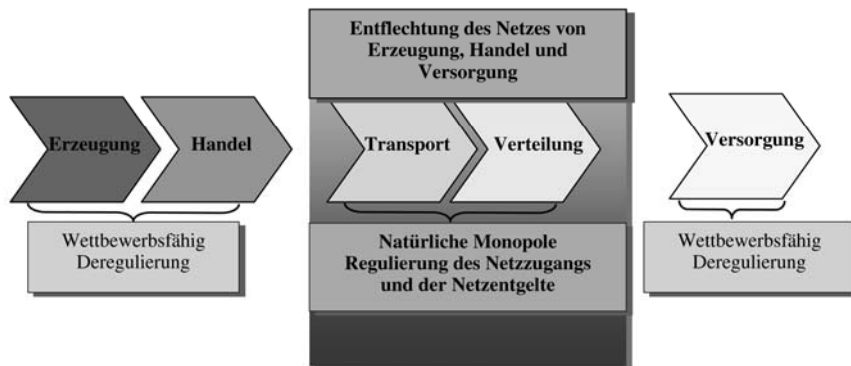 Entflechtung des Netzes von
Erzeugung, Handel und
Versorgung
Erzeugung
Handel
Transport
Verteilung
Versorgung
Wettbewerbsfähig
Deregulierung
Natürliche Monopole
Regulierung des Netzzugangs
und der Netzentgelte
Wettbewerbsfähig
Deregulierung